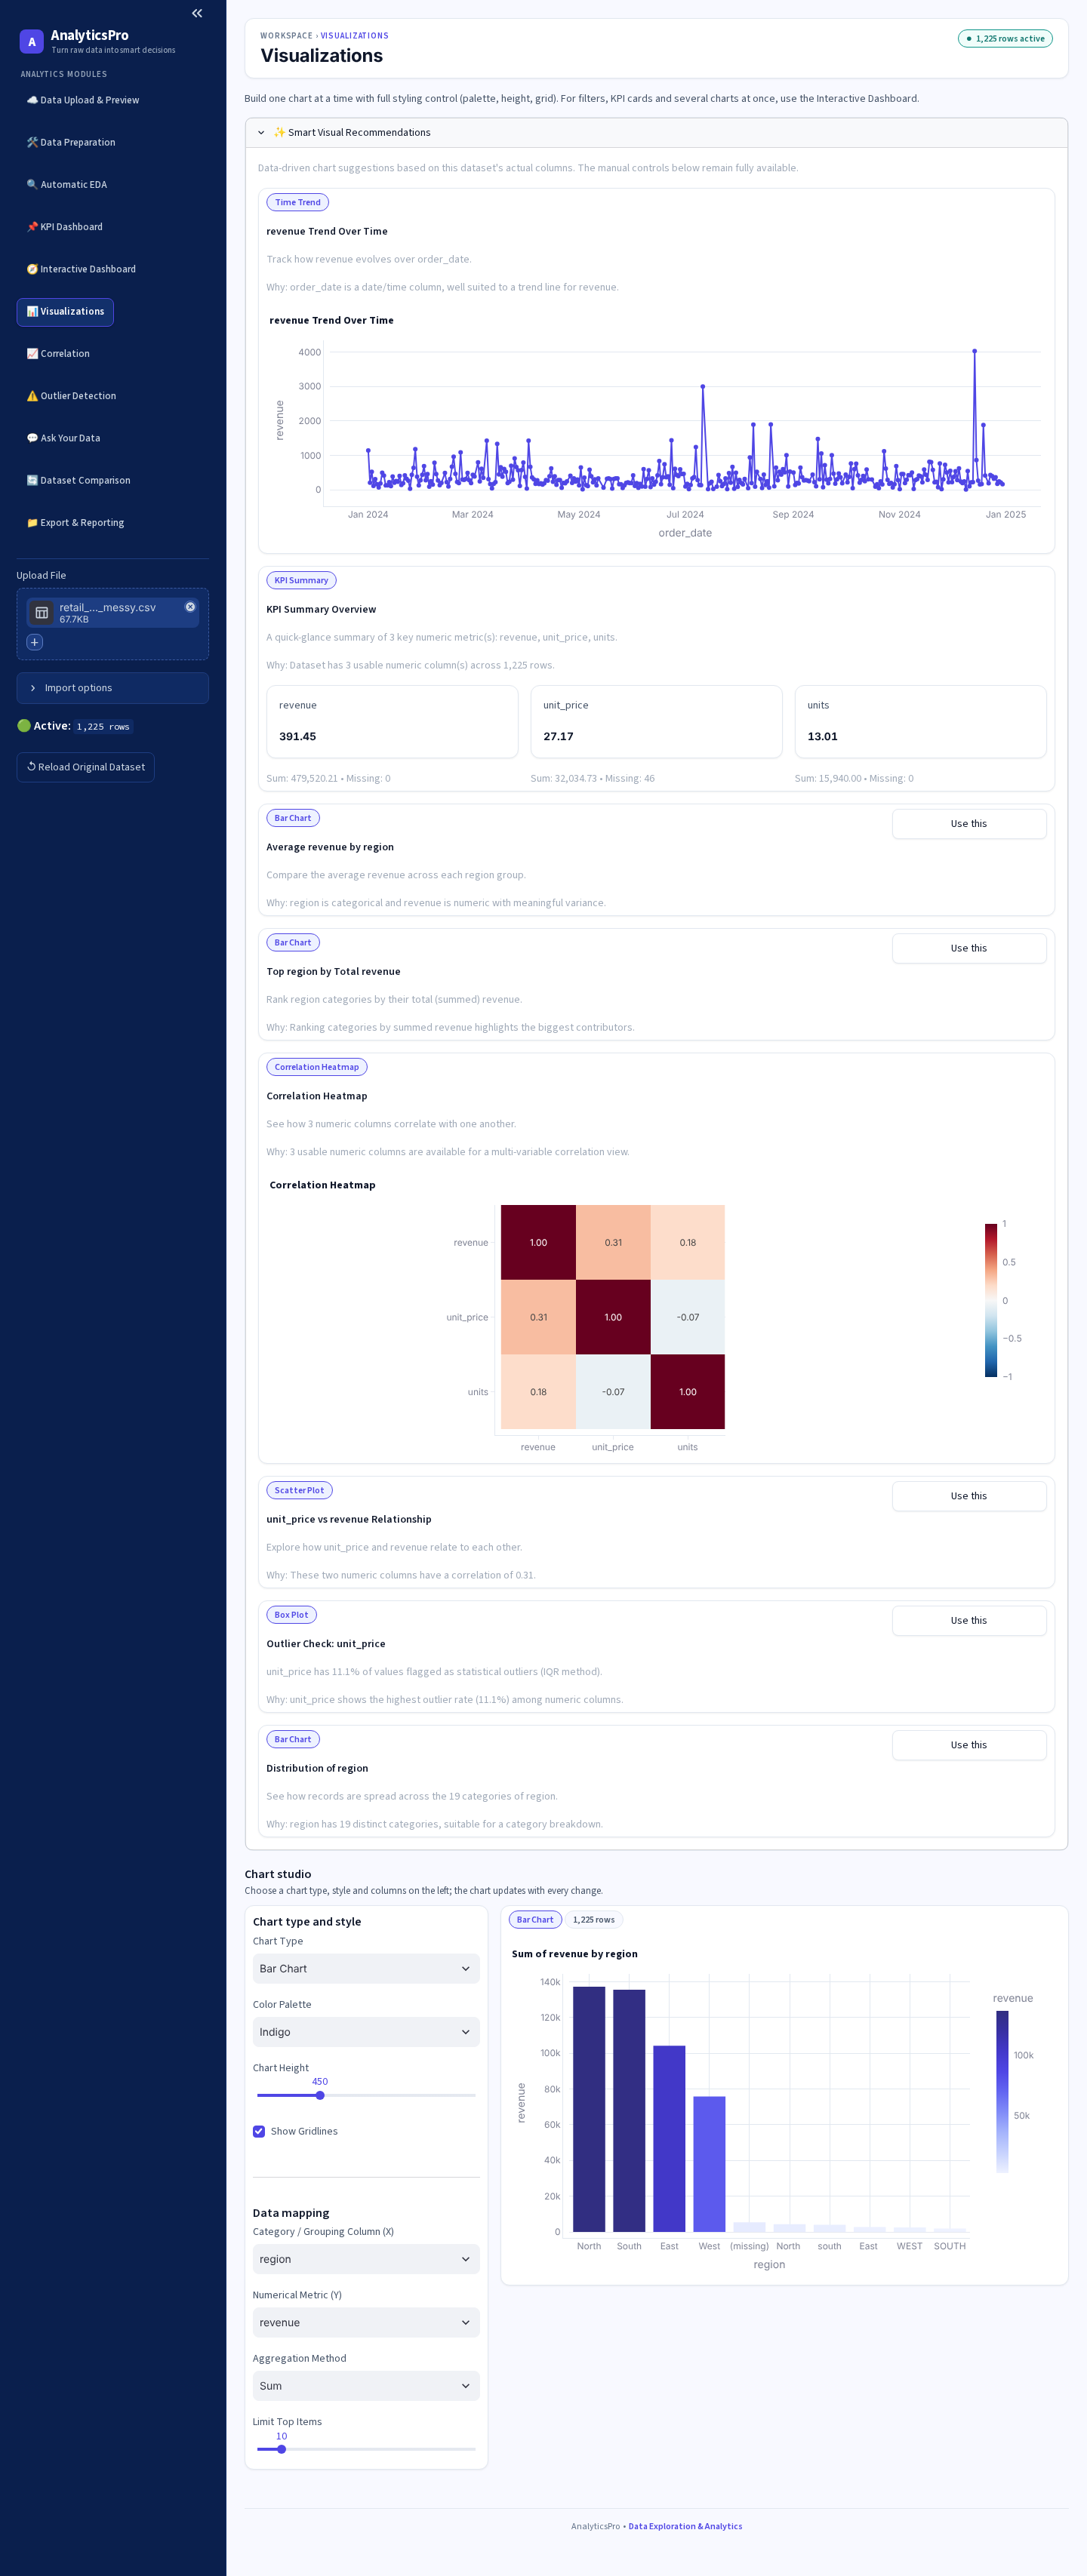 A
AnalyticsPro
Turn raw data into smart decisions
ANALYTICS MODULES
☁️ Data Upload & Preview
🛠️ Data Preparation
🔍 Automatic EDA
📌 KPI Dashboard
🧭 Interactive Dashboard
📊 Visualizations
📈 Correlation
⚠️ Outlier Detection
💬 Ask Your Data
🔄 Dataset Comparison
📁 Export & Reporting
Upload File
retail_..._messy.csv
67.7KB
Import options
🟢 Active: 1,225 rows
Reload Original Dataset
WORKSPACE › VISUALIZATIONS
Visualizations
1,225 rows active
Build one chart at a time with full styling control (palette, height, grid). For filters, KPI cards and several charts at once, use the Interactive Dashboard.
✨ Smart Visual Recommendations
Data-driven chart suggestions based on this dataset's actual columns. The manual controls below remain fully available.
Time Trend
revenue Trend Over Time
Track how revenue evolves over order_date.
Why: order_date is a date/time column, well suited to a trend line for revenue.
revenue Trend Over Time
4000
3000
2000
1000
0
revenue
Jan 2024 Mar 2024 May 2024 Jul 2024 Sep 2024 Nov 2024 Jan 2025
order_date
KPI Summary
KPI Summary Overview
A quick-glance summary of 3 key numeric metric(s): revenue, unit_price, units.
Why: Dataset has 3 usable numeric column(s) across 1,225 rows.
revenue unit_price units
391.45 27.17 13.01
Sum: 479,520.21 • Missing: 0 Sum: 32,034.73 • Missing: 46 Sum: 15,940.00 • Missing: 0
Bar Chart
Use this
Average revenue by region
Compare the average revenue across each region group.
Why: region is categorical and revenue is numeric with meaningful variance.
Bar Chart
Use this
Top region by Total revenue
Rank region categories by their total (summed) revenue.
Why: Ranking categories by summed revenue highlights the biggest contributors.
Correlation Heatmap
Correlation Heatmap
See how 3 numeric columns correlate with one another.
Why: 3 usable numeric columns are available for a multi-variable correlation view.
Correlation Heatmap
revenue 1.00 0.31 0.18
unit_price 0.31 1.00 -0.07
units 0.18 -0.07 1.00
revenue unit_price units
1
0.5
0
−0.5
−1
Scatter Plot
Use this
unit_price vs revenue Relationship
Explore how unit_price and revenue relate to each other.
Why: These two numeric columns have a correlation of 0.31.
Box Plot
Use this
Outlier Check: unit_price
unit_price has 11.1% of values flagged as statistical outliers (IQR method).
Why: unit_price shows the highest outlier rate (11.1%) among numeric columns.
Bar Chart
Use this
Distribution of region
See how records are spread across the 19 categories of region.
Why: region has 19 distinct categories, suitable for a category breakdown.
Chart studio
Choose a chart type, style and columns on the left; the chart updates with every change.
Chart type and style
Chart Type
Bar Chart
Color Palette
Indigo
Chart Height
450
Show Gridlines
Data mapping
Category / Grouping Column (X)
region
Numerical Metric (Y)
revenue
Aggregation Method
Sum
Limit Top Items
10
Bar Chart 1,225 rows
Sum of revenue by region
140k
120k
100k
80k
60k
40k
20k
0
revenue
North South East West (missing) North south East WEST SOUTH
region
revenue
100k
50k
AnalyticsPro • Data Exploration & Analytics